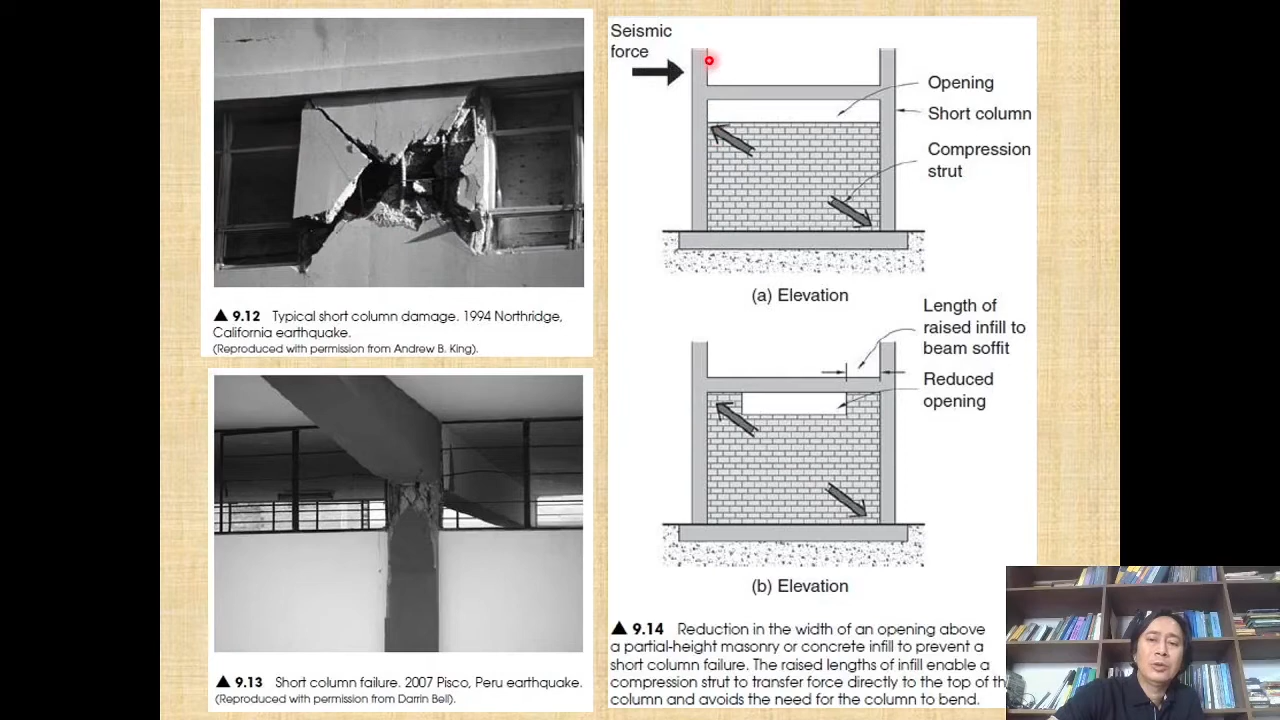 ▲ 9.12 Typical short column damage. 1994 Northridge,
California earthquake.
(Reproduced with permission from Andrew B. King).
▲ 9.13 Short column failure. 2007 Pisco, Peru earthquake.
(Reproduced with permission from Darrin Bell).
Seismic
force
Opening
Short column
Compression
strut
(a) Elevation
Length of
raised infill to
beam soffit
Reduced
opening
(b) Elevation
▲ 9.14 Reduction in the width of an opening above
a partial-height masonry or concrete infill to prevent a
short column failure. The raised lengths of infill enable a
compression strut to transfer force directly to the top of th
column and avoids the need for the column to bend.